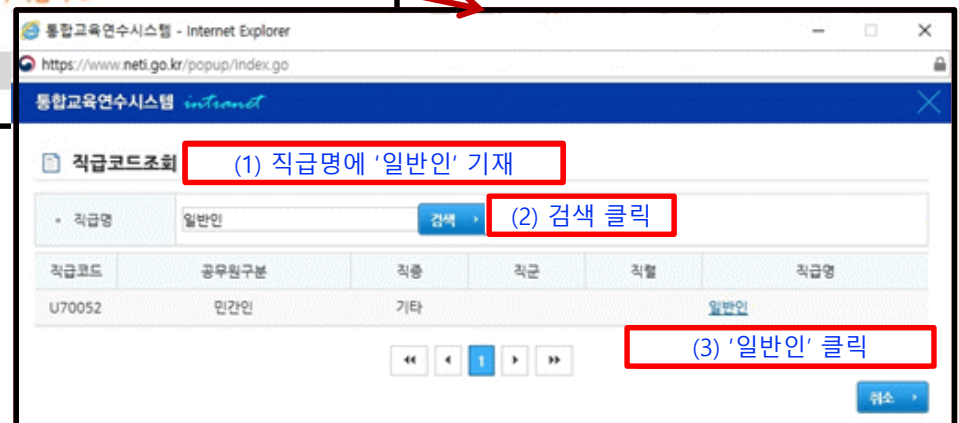 통합교육연수시스템 - Internet Explorer
https://www.neti.go.kr/popup/index.go
통합교육연수시스템 intranet
직급코드조회
(1) 직급명에 '일반인' 기재
직급명 일반인 검색
(2) 검색 클릭
직급코드 공무원구분 직종 직군 직렬 직급명
U70052 민간인 기타 일반인
(3) '일반인' 클릭
1
취소